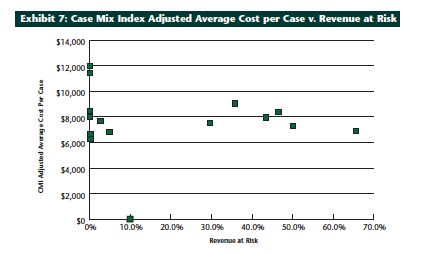 Exhibit 7: Case Mix Index Adjusted Average Cost per Case v. Revenue at Risk
$14,000
$12,000
$10,000
$8,000
$6,000
$4,000
$2,000
$0
CMI Adjusted Average Cost Per Case
0% 10.0% 20.0% 30.0% 40.0% 50.0% 60.0% 70.0%
Revenue at Risk